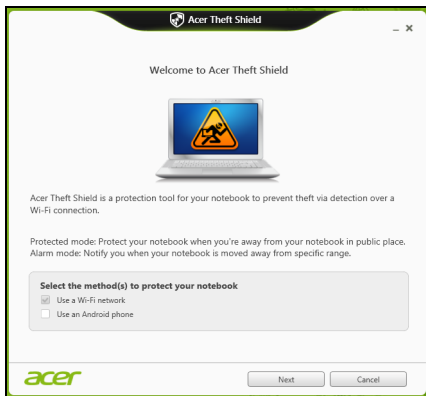 Acer Theft Shield
Welcome to Acer Theft Shield
Acer Theft Shield is a protection tool for your notebook to prevent theft via detection over a
Wi-Fi connection.
Protected mode: Protect your notebook when you're away from your notebook in public place.
Alarm mode: Notify you when your notebook is moved away from specific range.
Select the method(s) to protect your notebook
Use a Wi-Fi network
Use an Android phone
acer
Next
Cancel